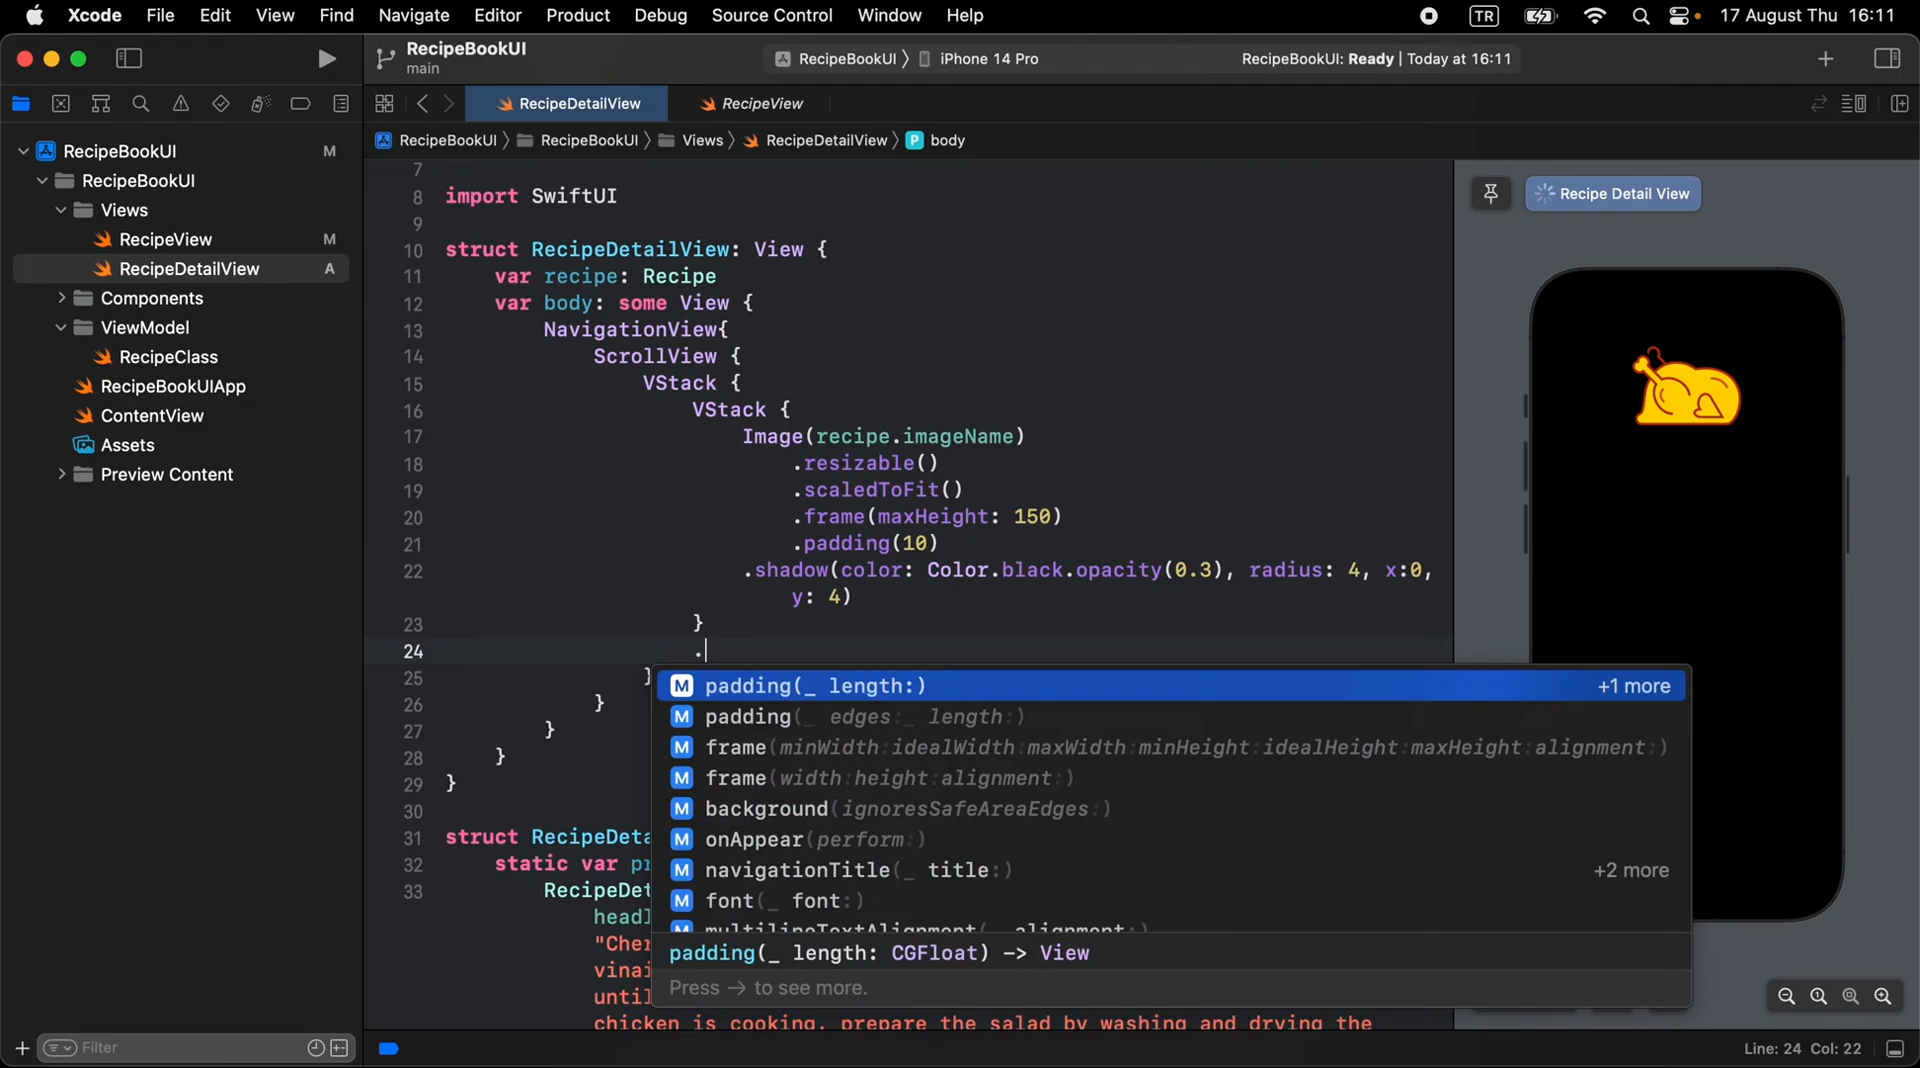 Xcode File Edit View Find Navigate Editor Product Debug Source Control Window Help TR 17 August Thu 16:11
RecipeBookUI
main
RecipeBookUI iPhone 14 Pro RecipeBookUI: Ready | Today at 16:11
RecipeDetailView RecipeView
RecipeBookUI RecipeBookUI Views RecipeDetailView P body
RecipeBookUI M
RecipeBookUI
Views
RecipeView M
RecipeDetailView A
Components
ViewModel
RecipeClass
RecipeBookUIApp
ContentView
Assets
Preview Content
Filter
7
8 import SwiftUI
9
10 struct RecipeDetailView: View {
11 var recipe: Recipe
12 var body: some View {
13 NavigationView{
14 ScrollView {
15 VStack {
16 VStack {
17 Image(recipe.imageName)
18 .resizable()
19 .scaledToFit()
20 .frame(maxHeight: 150)
21 .padding(10)
22 .shadow(color: Color.black.opacity(0.3), radius: 4, x:0,
y: 4)
23 }
24 .
25 }
26 }
27 }
28 }
29 }
30
31 struct RecipeDeta
32 static var pr
33 RecipeDet
headl
"Cher
vinai
until
chicken is cooking, prepare the salad by washing and drying the
M padding(_ length:) +1 more
M padding(_ edges:_ length:)
M frame(minWidth:idealWidth:maxWidth:minHeight:idealHeight:maxHeight:alignment:)
M frame(width:height:alignment:)
M background(ignoresSafeAreaEdges:)
M onAppear(perform:)
M navigationTitle(_ title:) +2 more
M font(_ font:)
M multilineTextAlignment(_ alignment:)
padding(_ length: CGFloat) -> View
Press → to see more.
Recipe Detail View
Line: 24 Col: 22